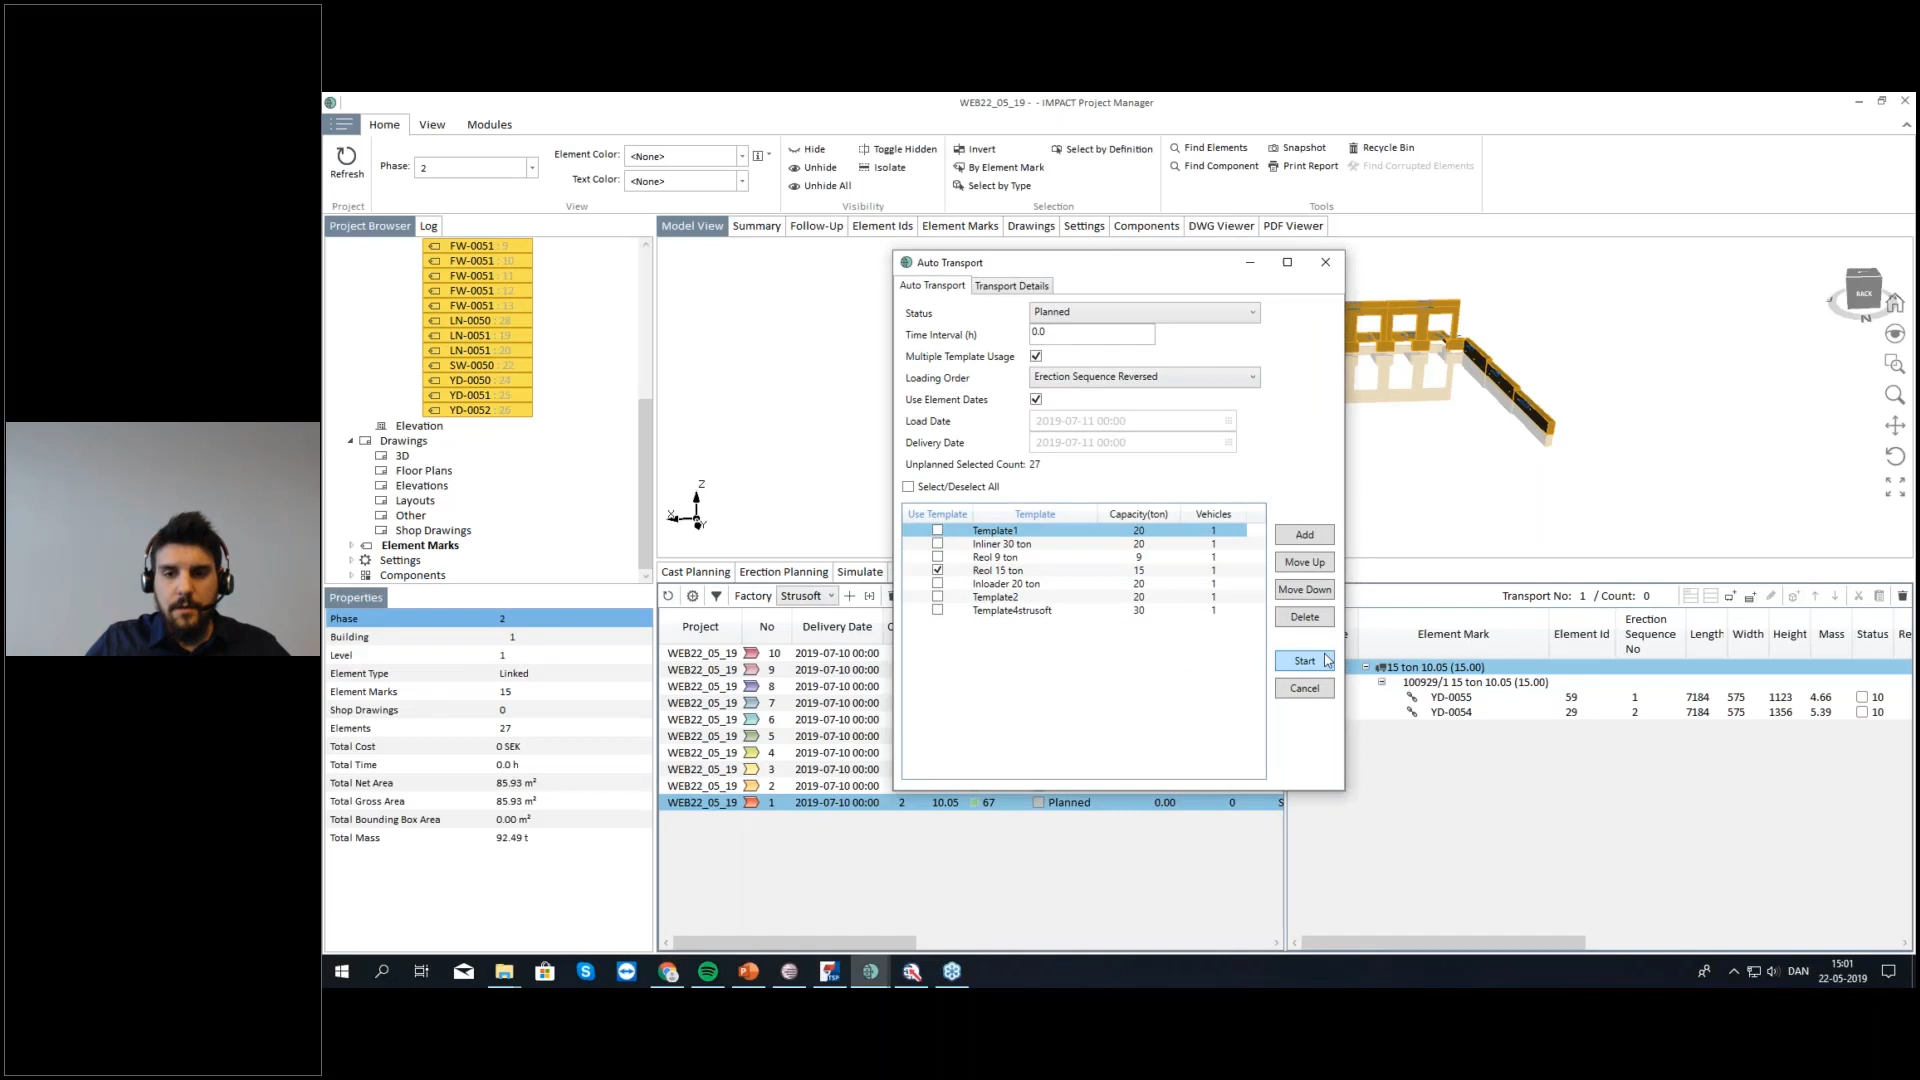 WEB22_05_19 - - IMPACT Project Manager
Home View Modules
Refresh
Project
Phase: 2
Element Color: <None>
Text Color: <None>
View
Hide Toggle Hidden
Unhide Isolate
Unhide All
Visibility
Invert Select by Definition
By Element Mark
Select by Type
Selection
Find Elements Snapshot Recycle Bin
Find Component Print Report Find Corrupted Elements
Tools
Project Browser Log
FW-0051 : 9
FW-0051 : 10
FW-0051 : 11
FW-0051 : 12
FW-0051 : 13
LN-0050 : 28
LN-0051 : 19
LN-0051 : 20
SW-0050 : 22
YD-0050 : 24
YD-0051 : 25
YD-0052 : 26
Elevation
Drawings
3D
Floor Plans
Elevations
Layouts
Other
Shop Drawings
Element Marks
Settings
Components
Properties
Phase 2
Building 1
Level 1
Element Type Linked
Element Marks 15
Shop Drawings 0
Elements 27
Total Cost 0 SEK
Total Time 0.0 h
Total Net Area 85.93 m²
Total Gross Area 85.93 m²
Total Bounding Box Area 0.00 m²
Total Mass 92.49 t
Model View Summary Follow-Up Element Ids Element Marks Drawings Settings Components DWG Viewer PDF Viewer
Z
X
Y
BACK
N
Auto Transport
Auto Transport Transport Details
Status Planned
Time Interval (h) 0.0
Multiple Template Usage
Loading Order Erection Sequence Reversed
Use Element Dates
Load Date 2019-07-11 00:00
Delivery Date 2019-07-11 00:00
Unplanned Selected Count: 27
Select/Deselect All
Use Template Template Capacity(ton) Vehicles
Template1 20 1
Inliner 30 ton 20 1
Reol 9 ton 9 1
Reol 15 ton 15 1
Inloader 20 ton 20 1
Template2 20 1
Template4strusoft 30 1
Add
Move Up
Move Down
Delete
Start
Cancel
Cast Planning Erection Planning Simulate
Factory Strusoft
Project No Delivery Date
WEB22_05_19 10 2019-07-10 00:00
WEB22_05_19 9 2019-07-10 00:00
WEB22_05_19 8 2019-07-10 00:00
WEB22_05_19 7 2019-07-10 00:00
WEB22_05_19 6 2019-07-10 00:00
WEB22_05_19 5 2019-07-10 00:00
WEB22_05_19 4 2019-07-10 00:00
WEB22_05_19 3 2019-07-10 00:00
WEB22_05_19 2 2019-07-10 00:00
WEB22_05_19 1 2019-07-10 00:00 2 10.05 67 Planned 0.00 0 S
Transport No: 1 / Count: 0
Element Mark Element Id Erection Sequence No Length Width Height Mass Status Re
15 ton 10.05 (15.00)
100929/1 15 ton 10.05 (15.00)
YD-0055 59 1 7184 575 1123 4.66 10
YD-0054 29 2 7184 575 1356 5.39 10
TSP
DAN
15:01
22-05-2019